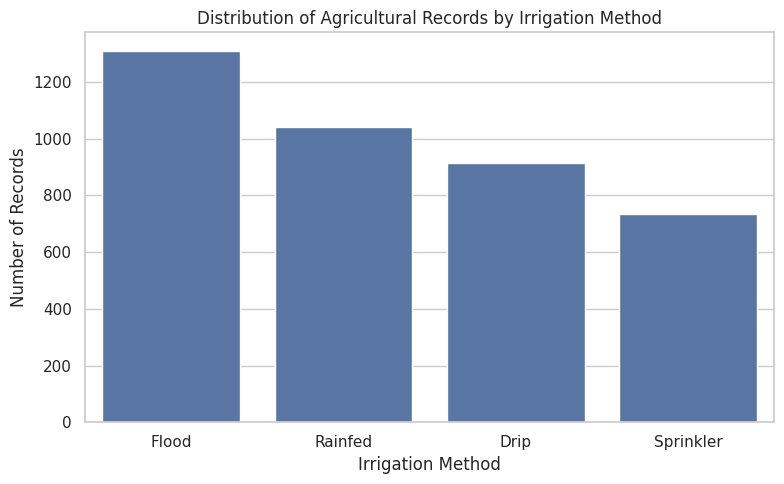 Distribution of Agricultural Records by Irrigation Method
Number of Records
1200
1000
800
600
400
200
0
Flood Rainfed Drip Sprinkler
Irrigation Method